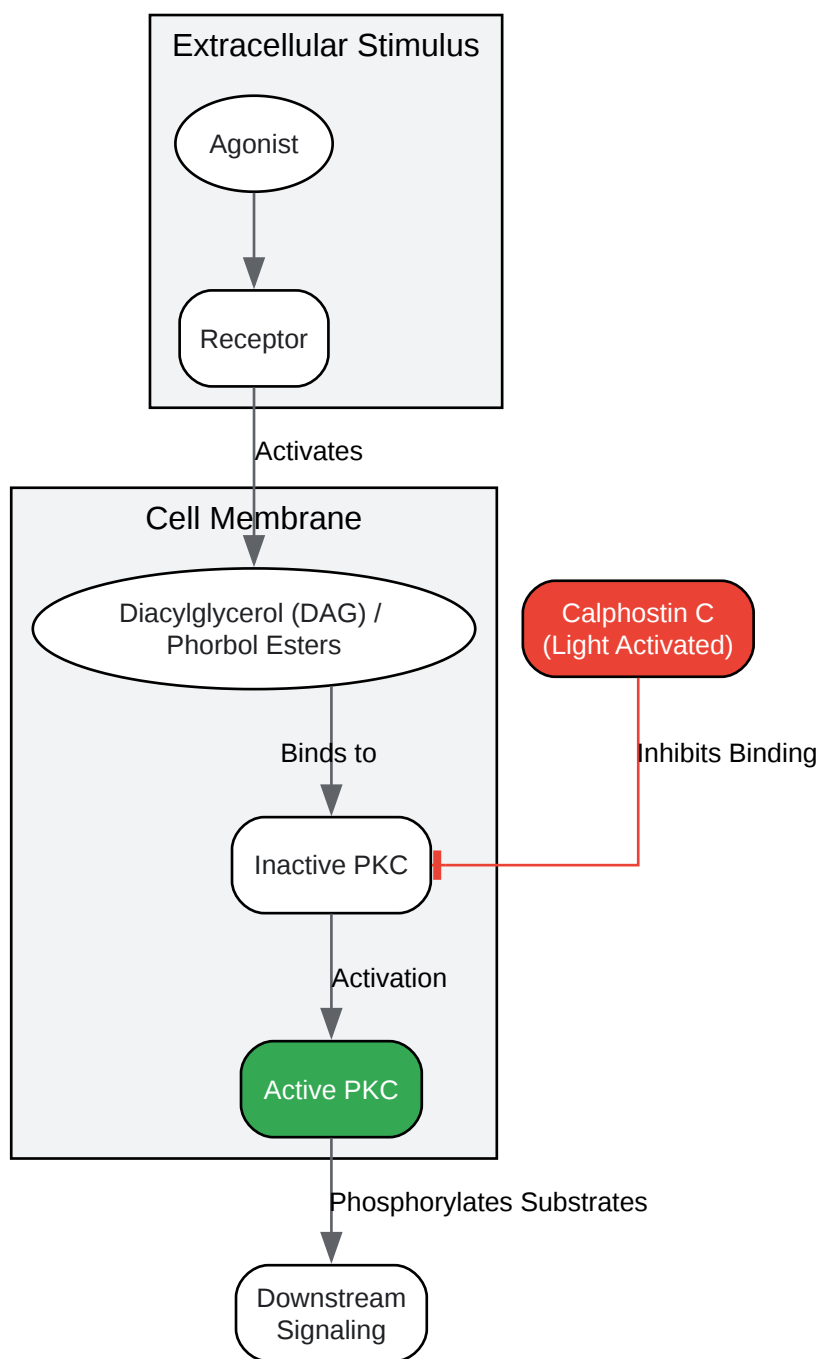 Extracellular Stimulus
Agonist
Receptor
Activates
Cell Membrane
Diacylglycerol (DAG) /
Phorbol Esters
Calphostin C
(Light Activated)
Binds to
Inhibits Binding
Inactive PKC
Activation
Active PKC
Phosphorylates Substrates
Downstream
Signaling